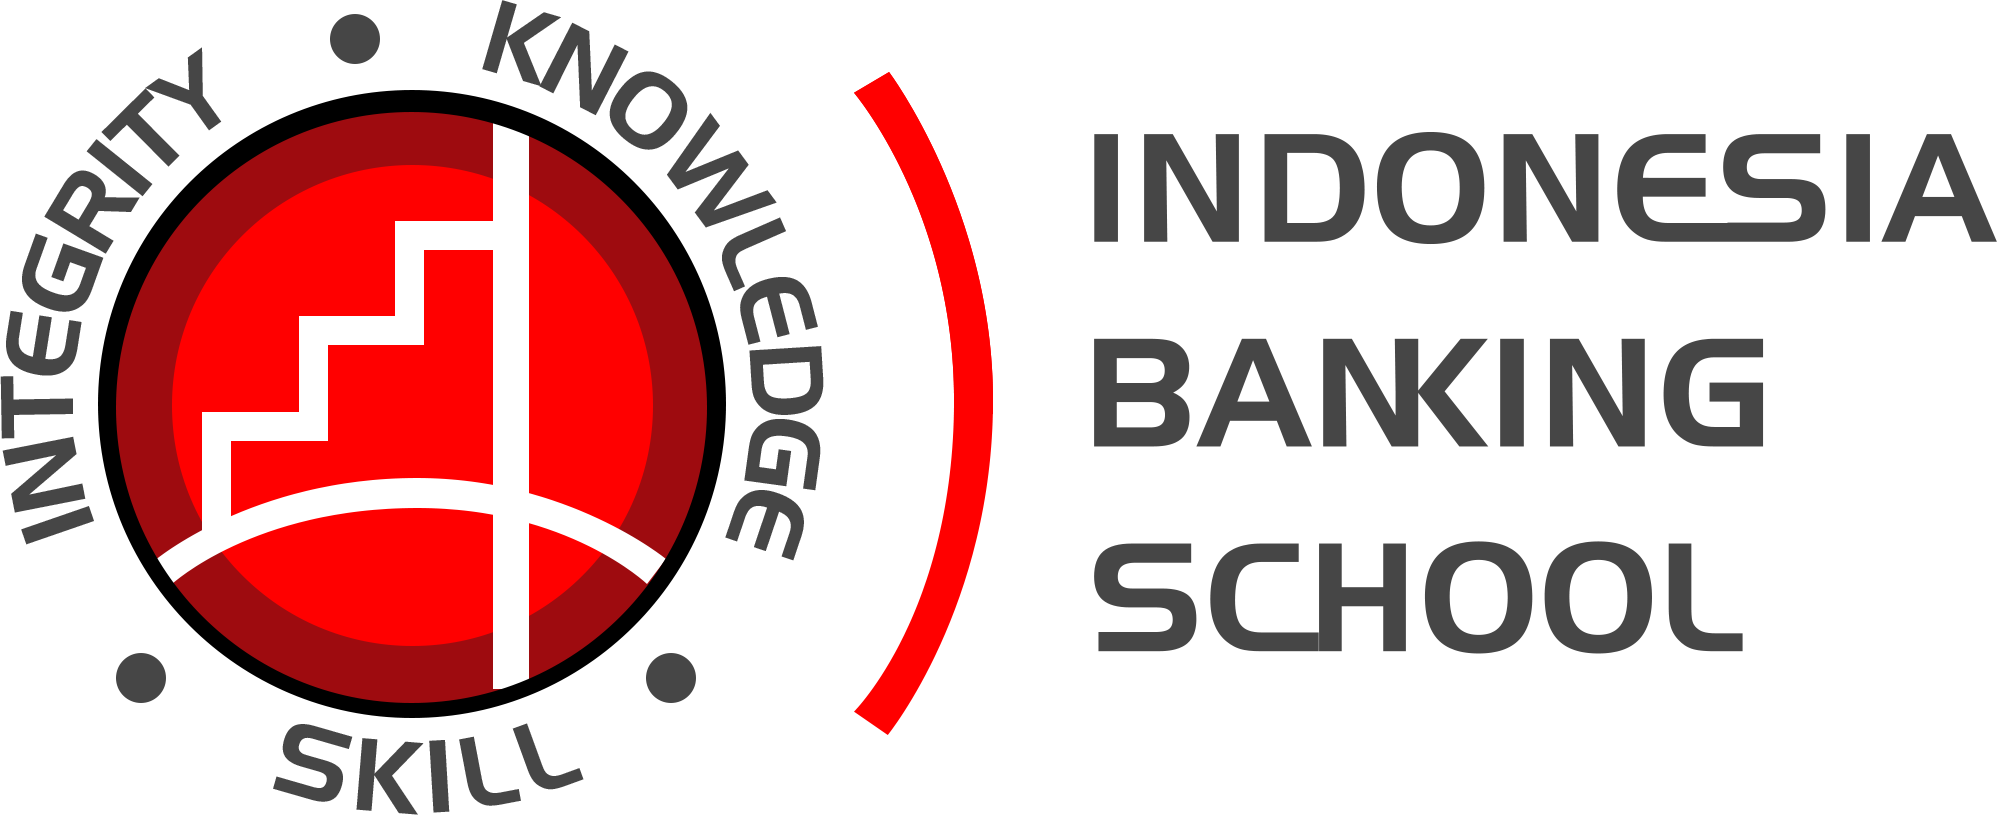 INTEGRITY
KNOWLEDGE
SKILL
INDONESIA
BANKING
SCHOOL